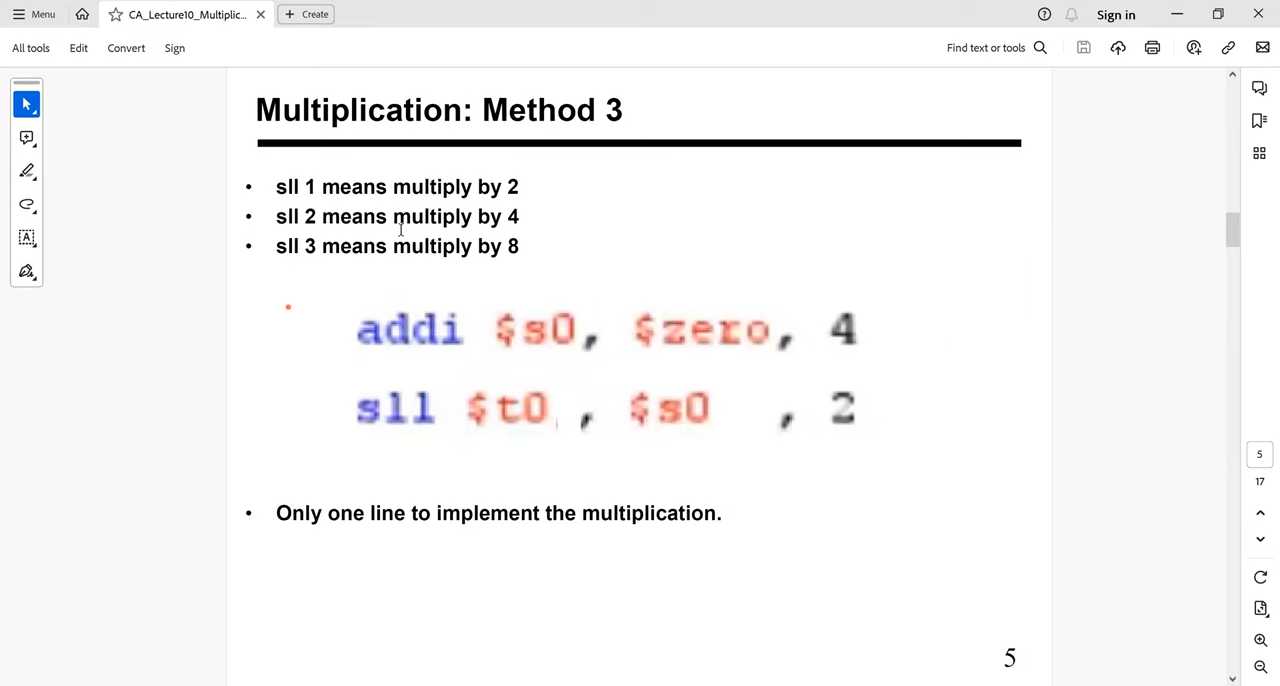 Menu
CA_Lecture10_Multiplic...
Create
Sign in
All tools
Edit
Convert
Sign
Find text or tools
Multiplication: Method 3
• sll 1 means multiply by 2
• sll 2 means multiply by 4
• sll 3 means multiply by 8
addi $s0, $zero, 4
sll $t0 , $s0 , 2
• Only one line to implement the multiplication.
5
5
17